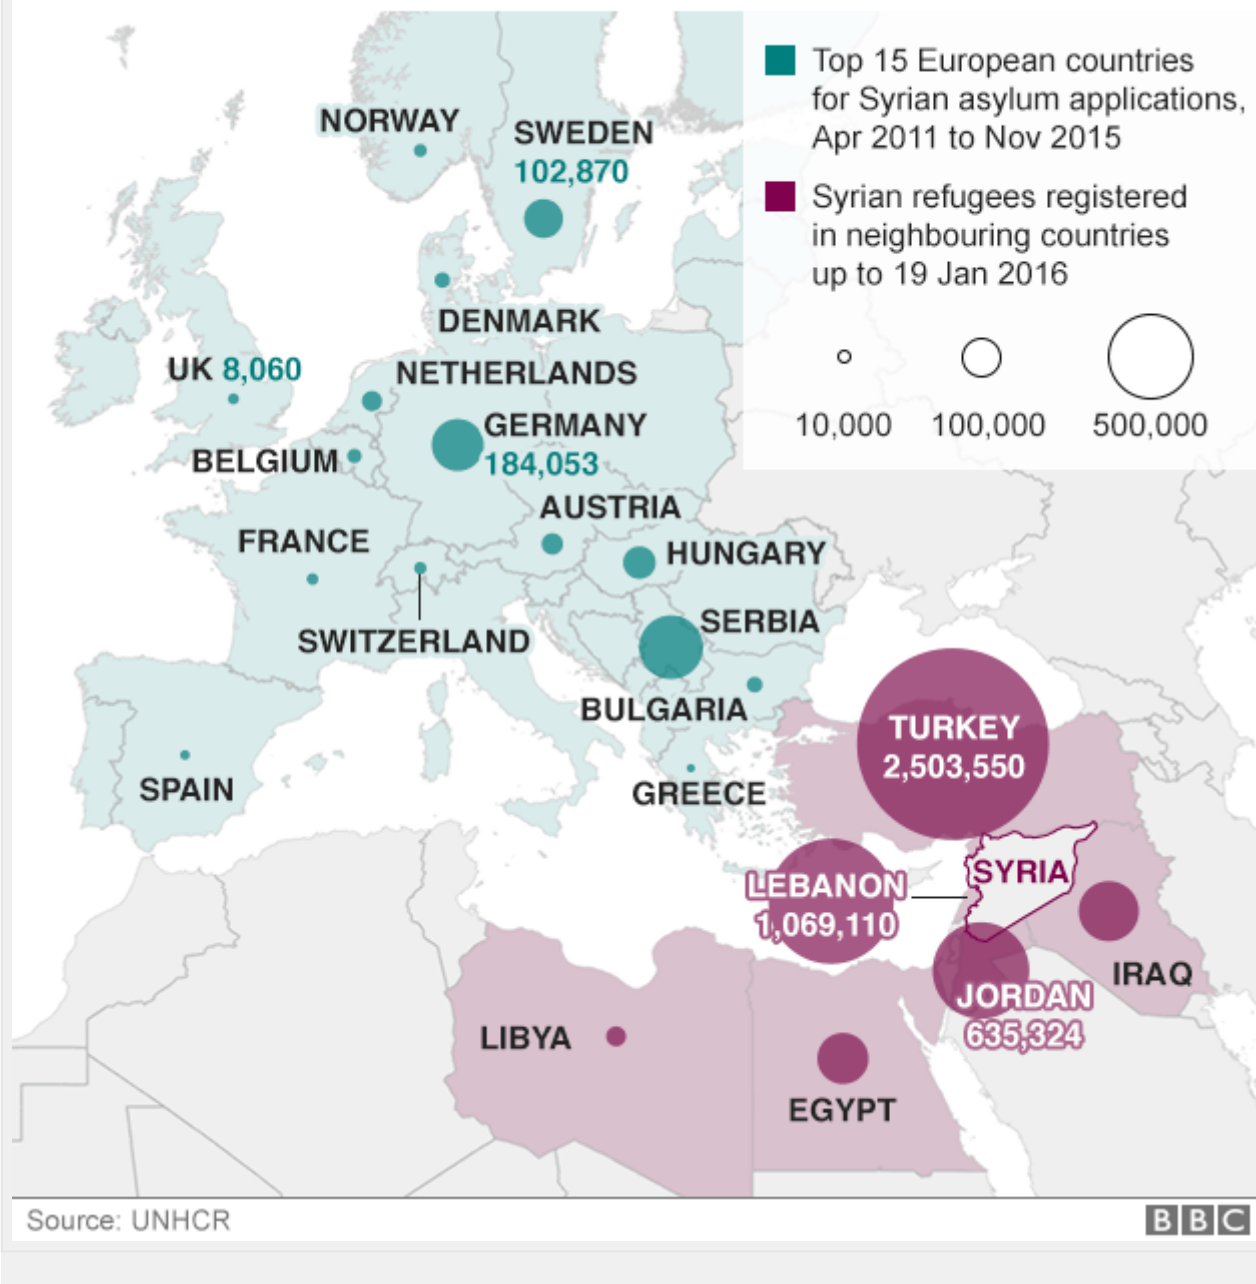 Top 15 European countries
for Syrian asylum applications,
Apr 2011 to Nov 2015
Syrian refugees registered
in neighbouring countries
up to 19 Jan 2016
10,000 100,000 500,000
NORWAY
SWEDEN
102,870
DENMARK
UK 8,060
NETHERLANDS
GERMANY
184,053
BELGIUM
AUSTRIA
FRANCE
HUNGARY
SERBIA
SWITZERLAND
BULGARIA
TURKEY
2,503,550
SPAIN
GREECE
SYRIA
LEBANON
1,069,110
IRAQ
JORDAN
635,324
LIBYA
EGYPT
Source: UNHCR
BBC